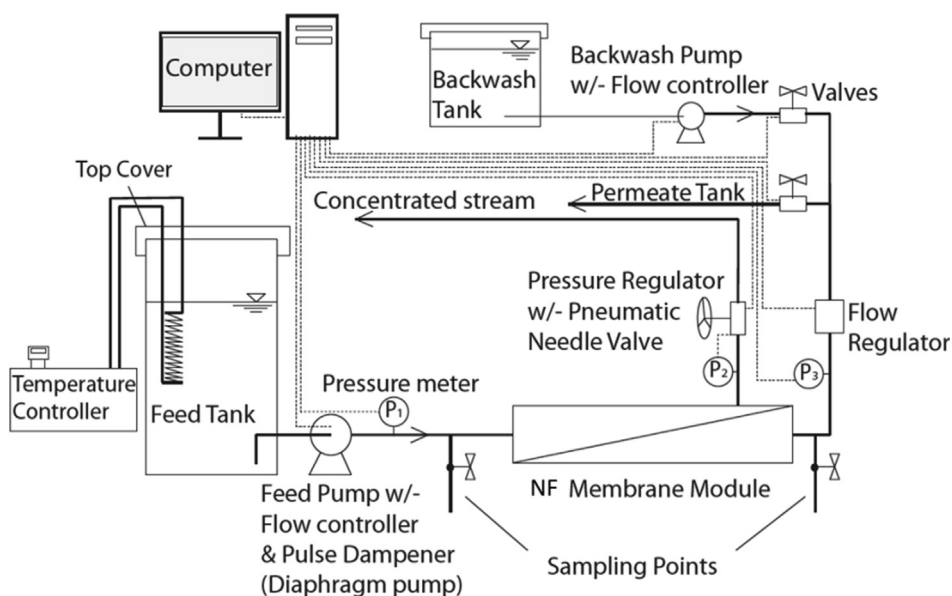 Computer
Backwash
Tank
Backwash Pump
w/- Flow controller
Valves
Top Cover
Concentrated stream
Permeate Tank
Pressure Regulator
w/- Pneumatic
Needle Valve
Flow
Regulator
P₂
P₃
Temperature
Controller
Feed Tank
Pressure meter
P₁
Feed Pump w/-
Flow controller
& Pulse Dampener
(Diaphragm pump)
NF Membrane Module
Sampling Points